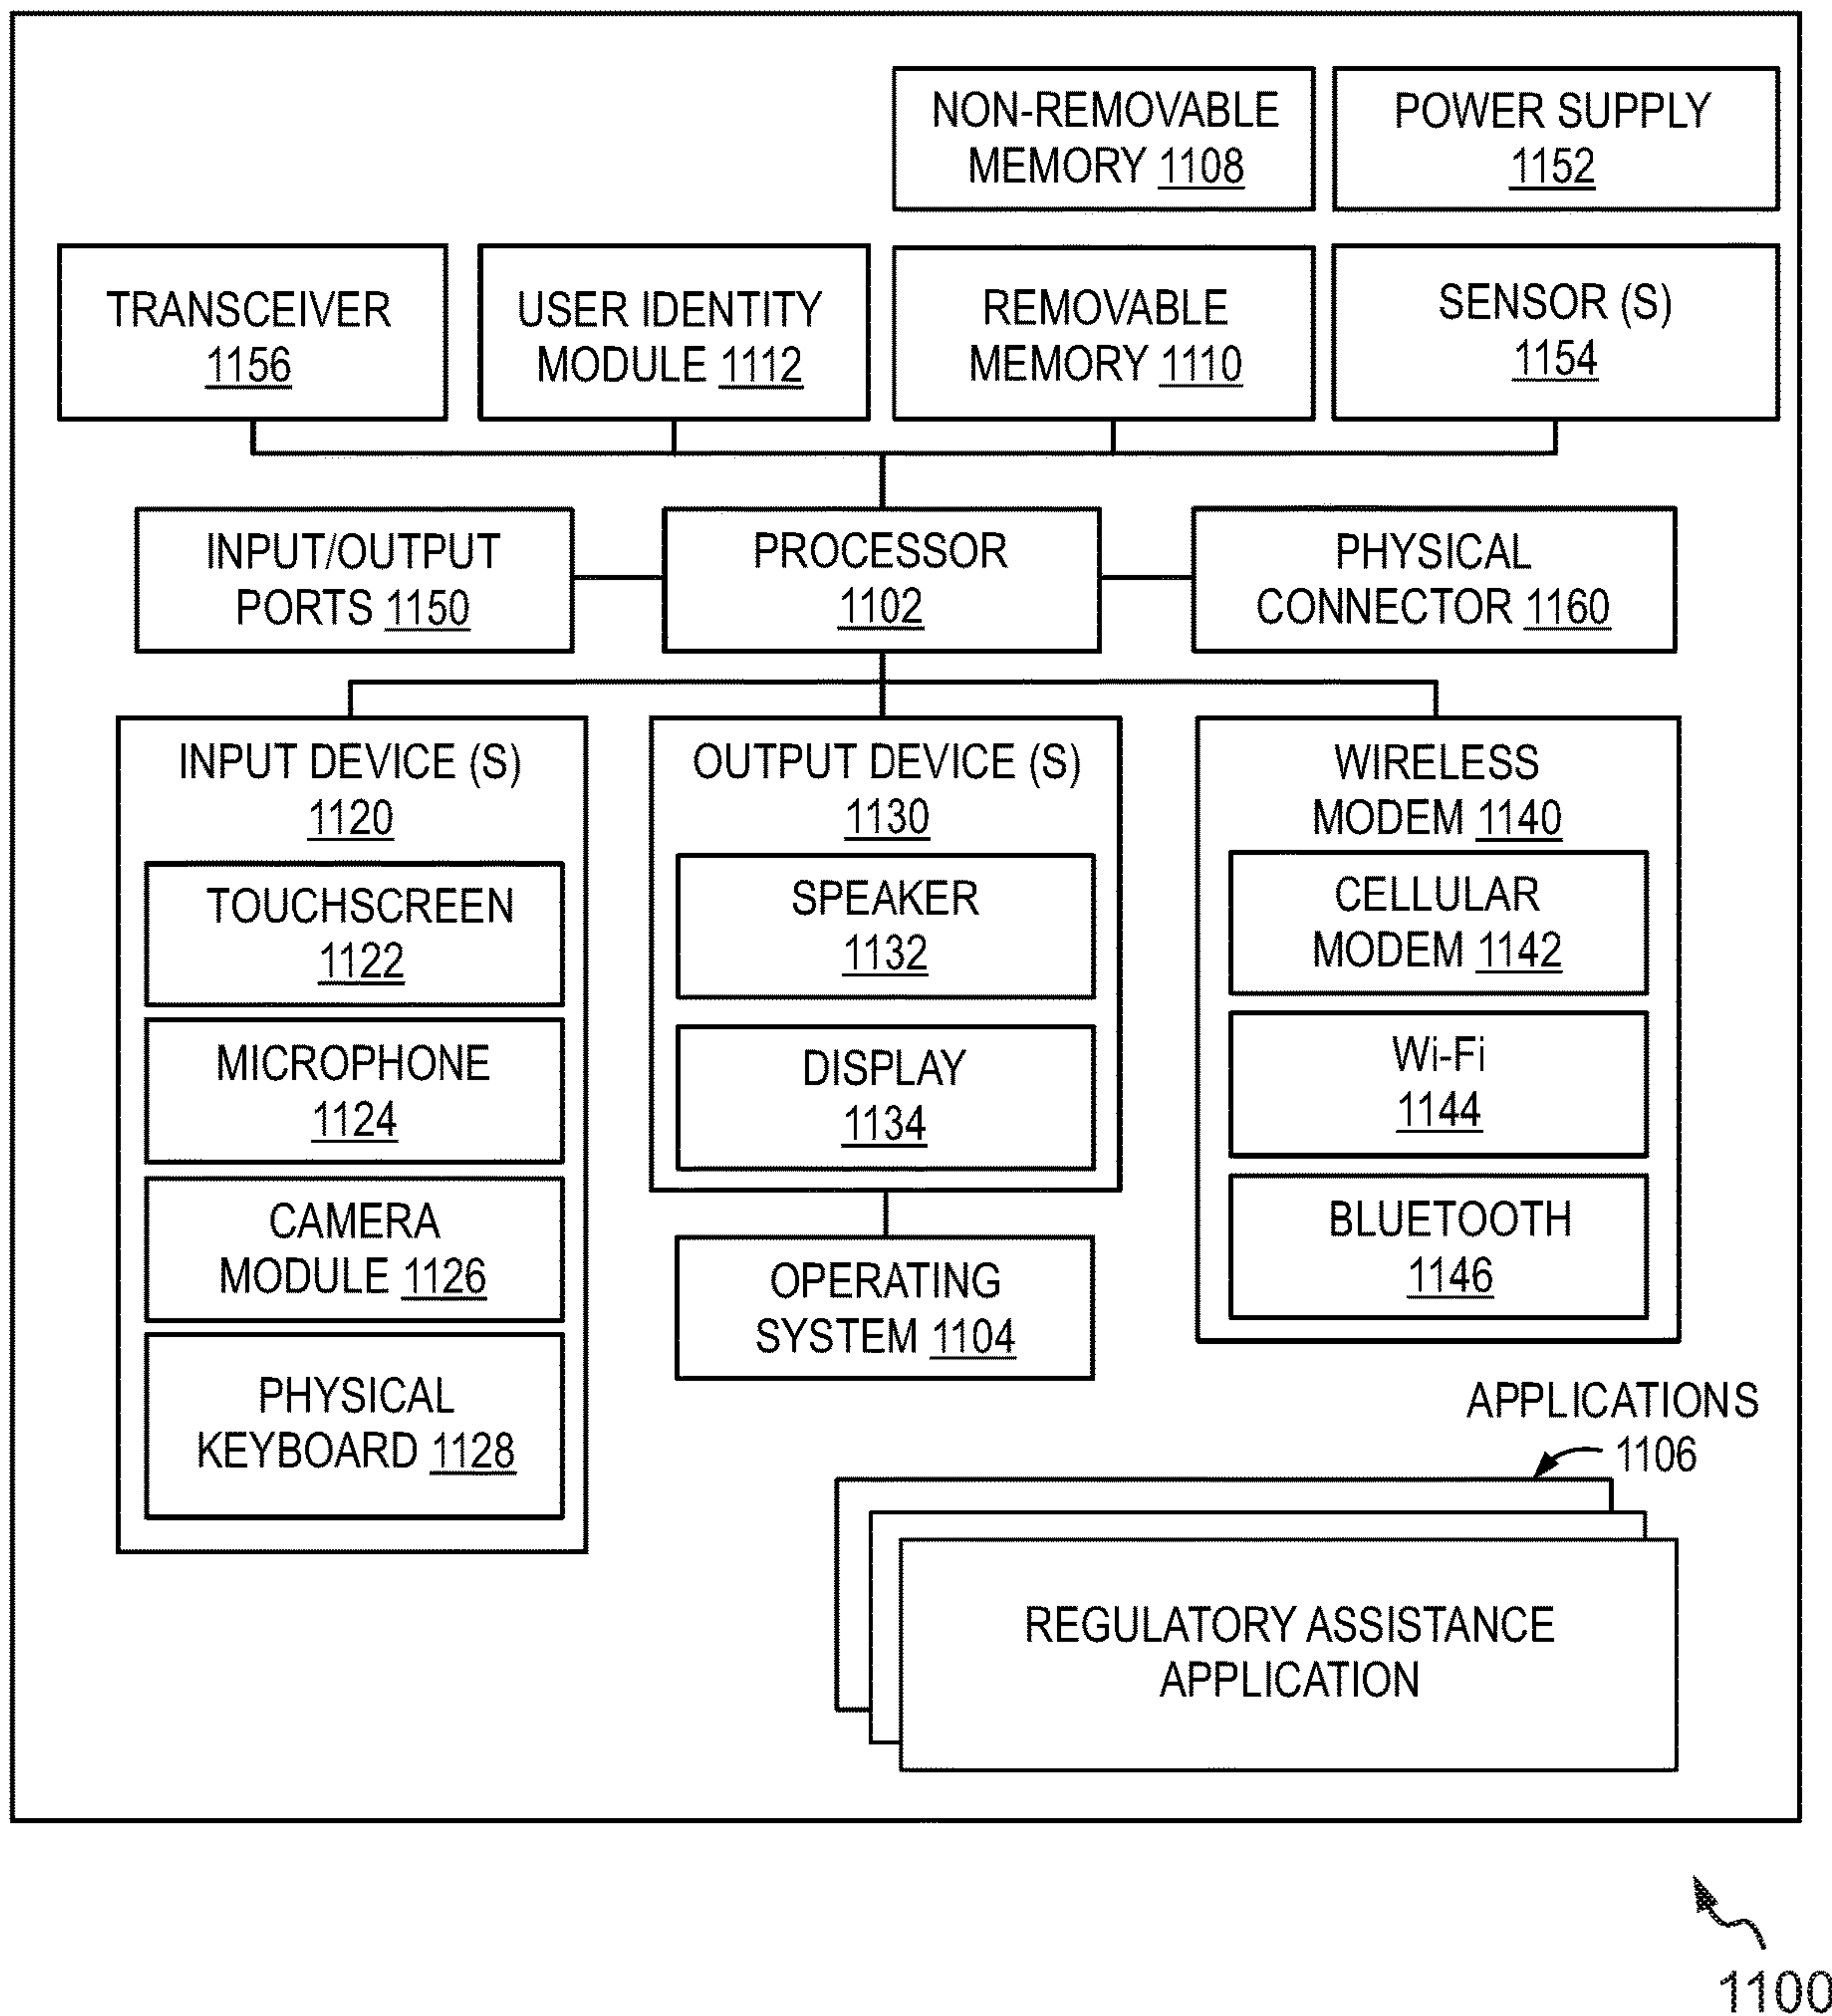 NON-REMOVABLE
MEMORY 1108
POWER SUPPLY
1152
TRANSCEIVER
1156
USER IDENTITY
MODULE 1112
REMOVABLE
MEMORY 1110
SENSOR (S)
1154
INPUT/OUTPUT
PORTS 1150
PROCESSOR
1102
PHYSICAL
CONNECTOR 1160
INPUT DEVICE (S)
1120
TOUCHSCREEN
1122
MICROPHONE
1124
CAMERA
MODULE 1126
PHYSICAL
KEYBOARD 1128
OUTPUT DEVICE (S)
1130
SPEAKER
1132
DISPLAY
1134
OPERATING
SYSTEM 1104
WIRELESS
MODEM 1140
CELLULAR
MODEM 1142
Wi-Fi
1144
BLUETOOTH
1146
APPLICATIONS
1106
REGULATORY ASSISTANCE
APPLICATION
1100